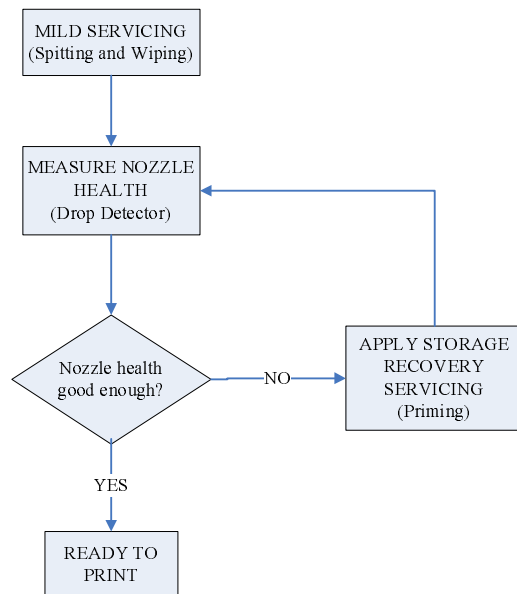 MILD SERVICING
(Spitting and Wiping)
MEASURE NOZZLE
HEALTH
(Drop Detector)
Nozzle health
good enough?
NO
APPLY STORAGE
RECOVERY
SERVICING
(Priming)
YES
READY TO
PRINT